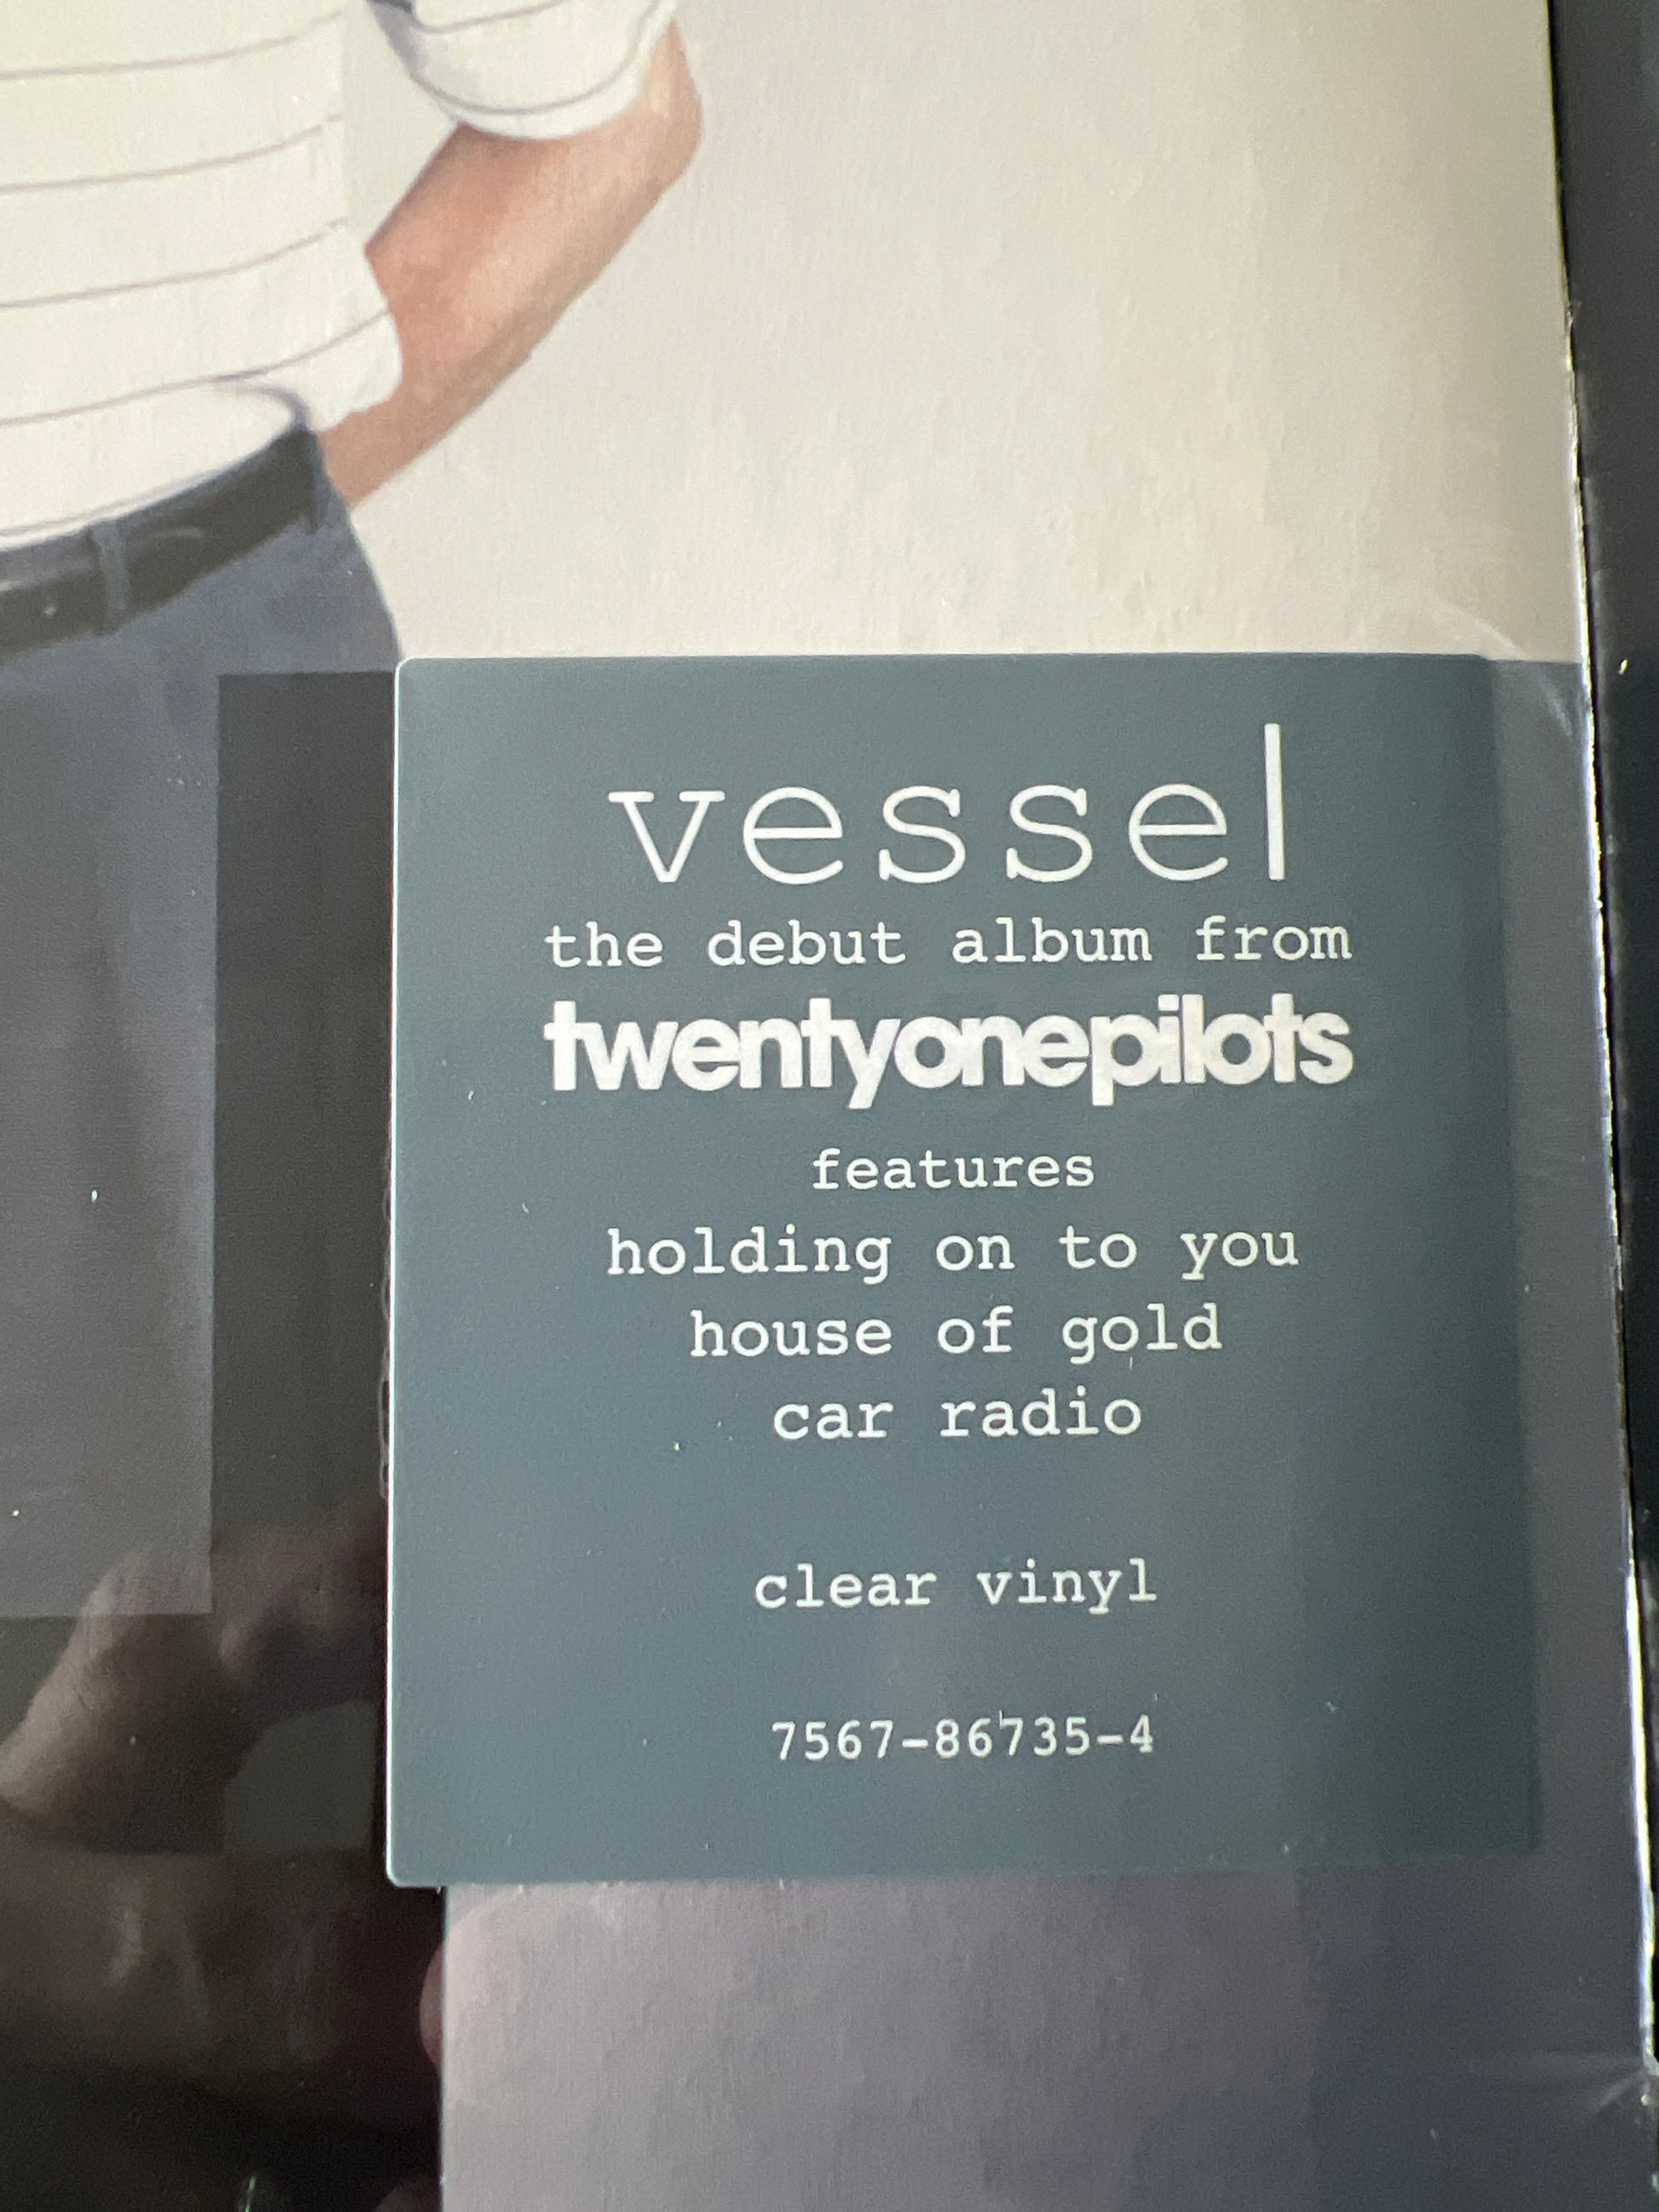 vessel
the debut album from
twentyonepilots
features
holding on to you
house of gold
car radio
clear vinyl
7567-86735-4